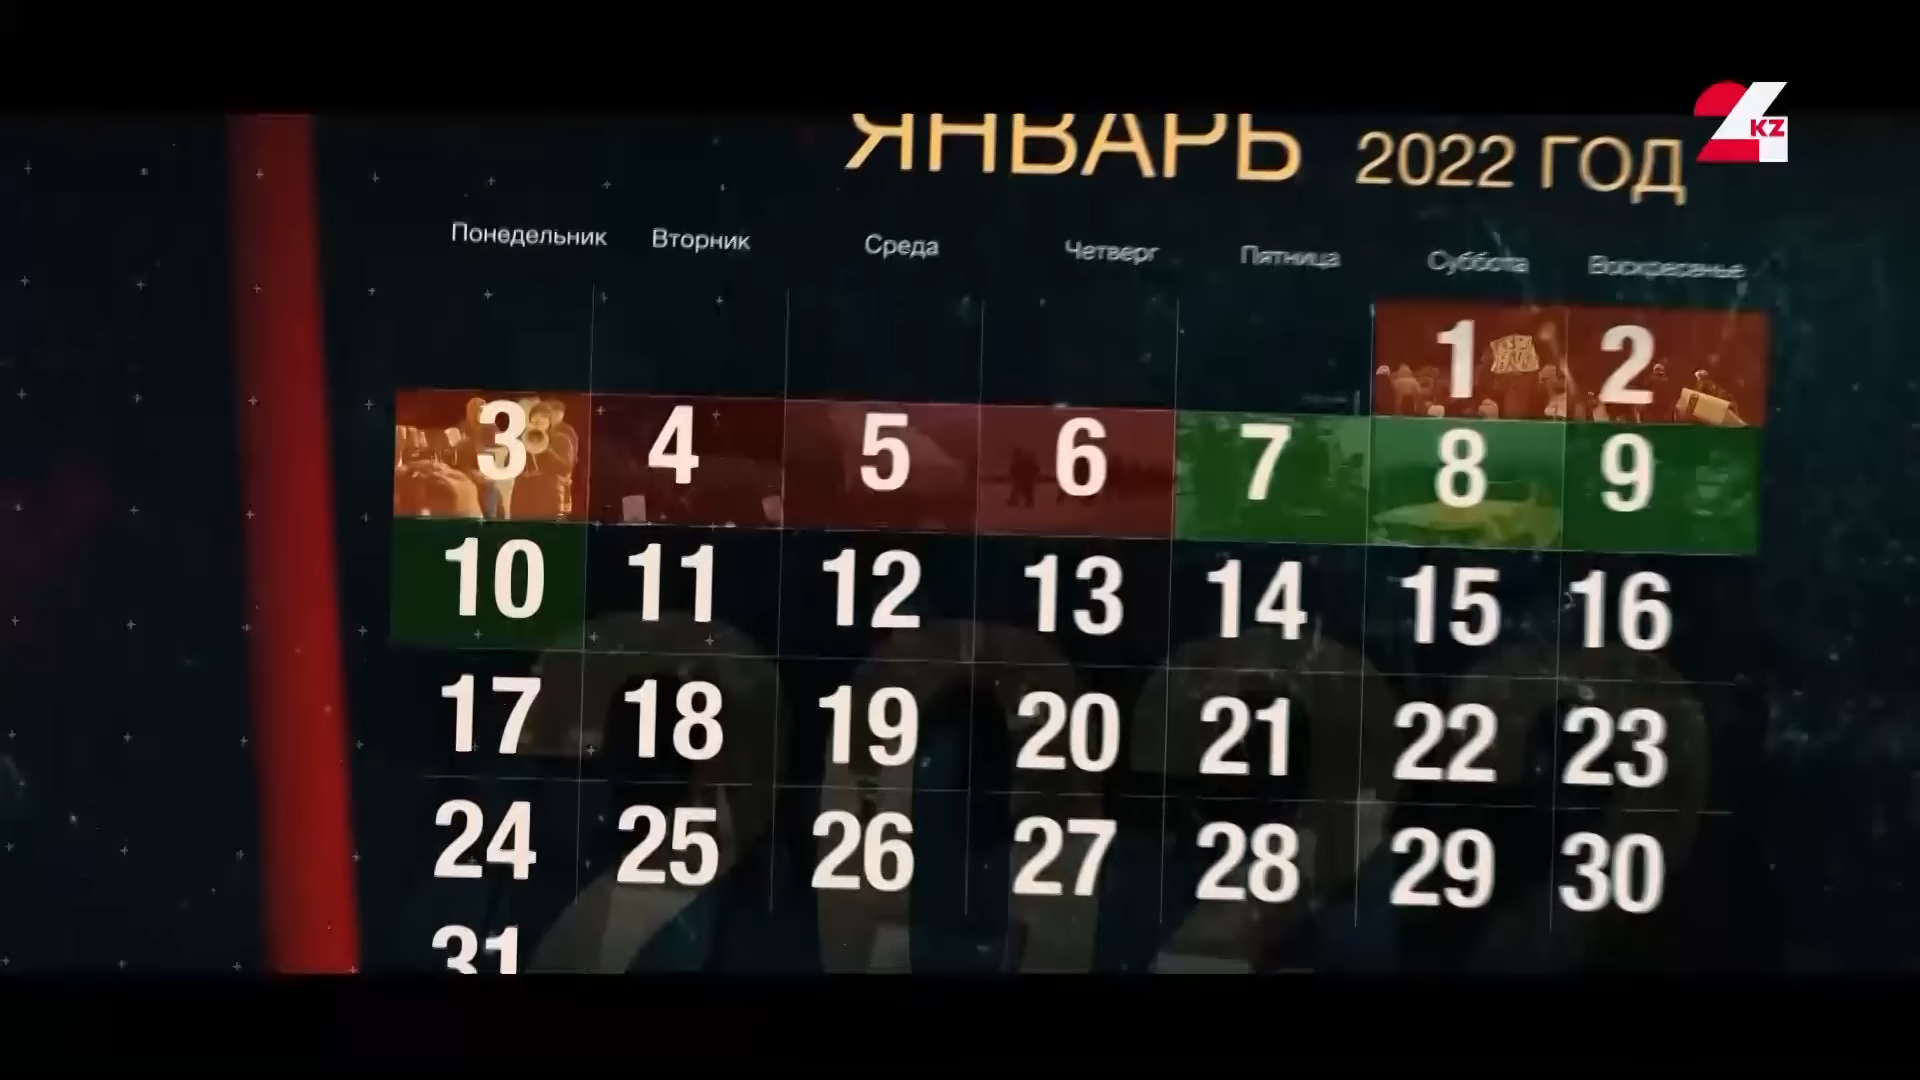 24 KZ
ЯНВАРЬ 2022 ГОД
Понедельник Вторник Среда Четверг Пятница Суббота Воскресенье
1 2
3 4 5 6 7 8 9
10 11 12 13 14 15 16
17 18 19 20 21 22 23
24 25 26 27 28 29 30
31